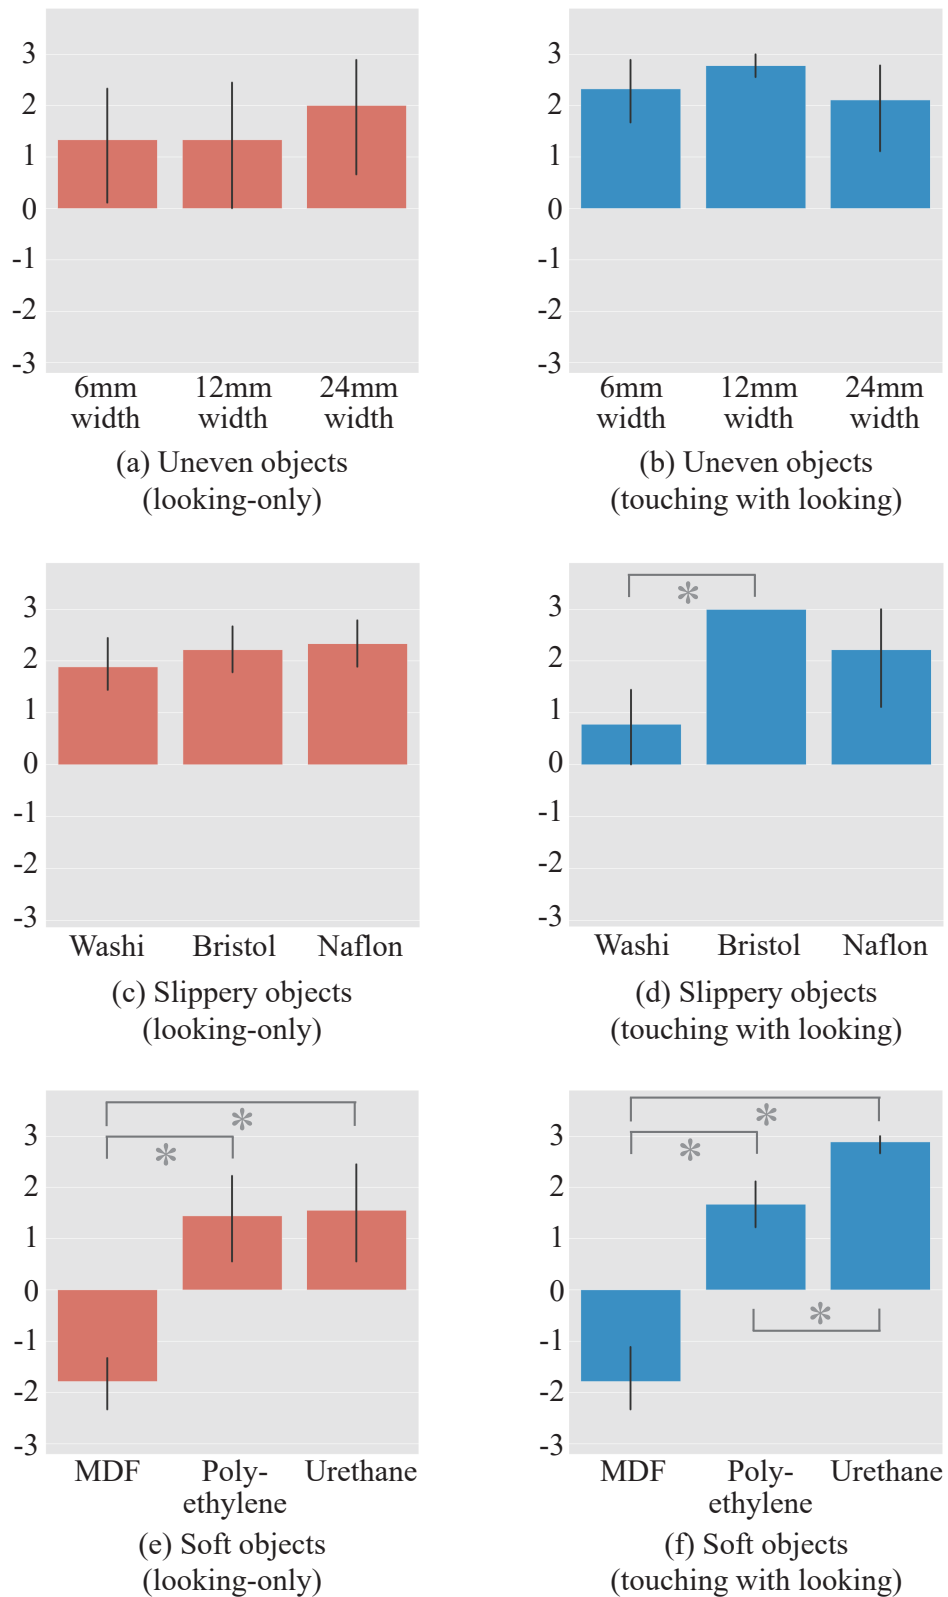 3
2
1
0
-1
-2
-3
6mm width
12mm width
24mm width
(a) Uneven objects
(looking-only)
3
2
1
0
-1
-2
-3
6mm width
12mm width
24mm width
(b) Uneven objects
(touching with looking)
3
2
1
0
-1
-2
-3
Washi Bristol Naflon
(c) Slippery objects
(looking-only)
*
3
2
1
0
-1
-2
-3
Washi Bristol Naflon
(d) Slippery objects
(touching with looking)
*
*
3
2
1
0
-1
-2
-3
MDF Poly- Urethane
ethylene
(e) Soft objects
(looking-only)
*
*
3
2
1
0
*
-1
-2
-3
MDF Poly- Urethane
ethylene
(f) Soft objects
(touching with looking)